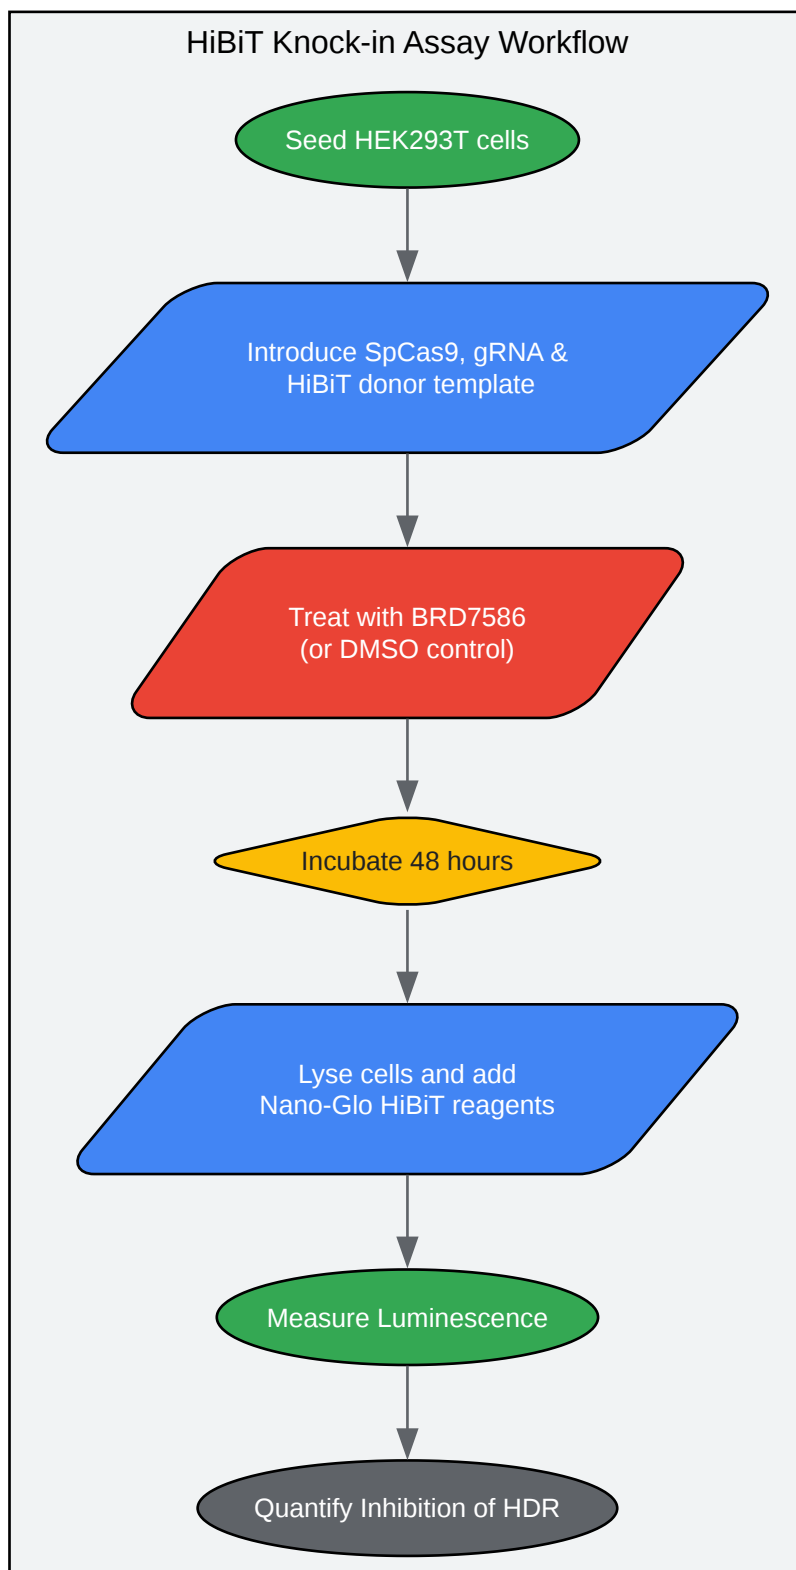 HiBiT Knock-in Assay Workflow
Seed HEK293T cells
Introduce SpCas9, gRNA &
HiBiT donor template
Treat with BRD7586
(or DMSO control)
Incubate 48 hours
Lyse cells and add
Nano-Glo HiBiT reagents
Measure Luminescence
Quantify Inhibition of HDR